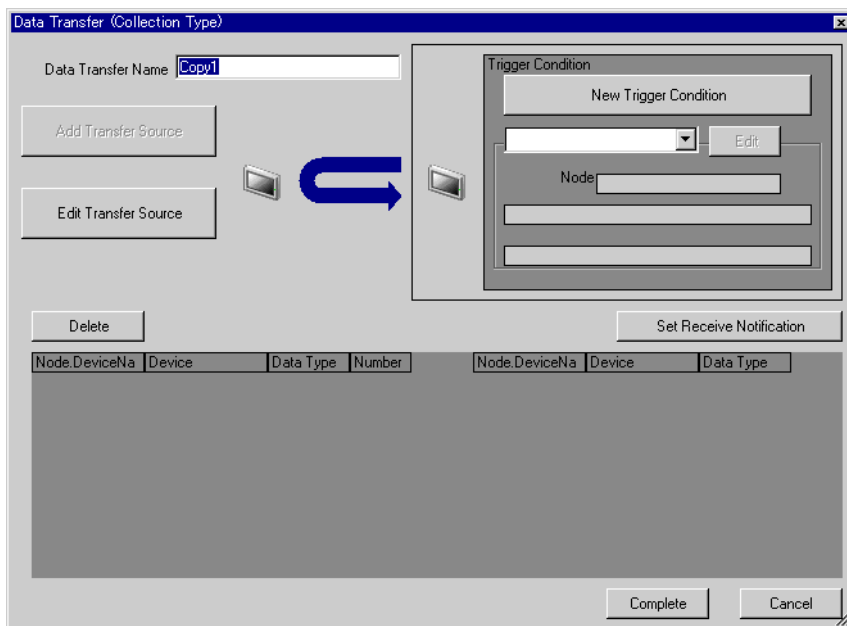 Data Transfer (Collection Type)
Data Transfer Name Copy1
Add Transfer Source
Edit Transfer Source
Trigger Condition
New Trigger Condition
Edit
Node
Delete
Set Receive Notification
Node.DeviceNa Device Data Type Number Node.DeviceNa Device Data Type
Complete Cancel